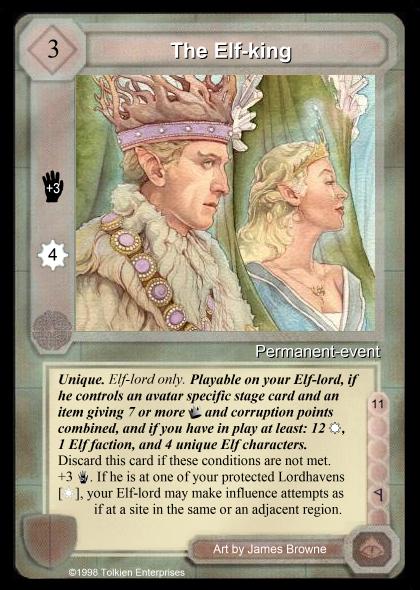 3
The Elf-king
+3
4
Permanent-event
Unique. Elf-lord only. Playable on your Elf-lord, if
he controls an avatar specific stage card and an
item giving 7 or more and corruption points
combined, and if you have in play at least: 12 ,
1 Elf faction, and 4 unique Elf characters.
Discard this card if these conditions are not met.
+3 . If he is at one of your protected Lordhavens
[ ], your Elf-lord may make influence attempts as
if at a site in the same or an adjacent region.
11
Art by James Browne
©1998 Tolkien Enterprises